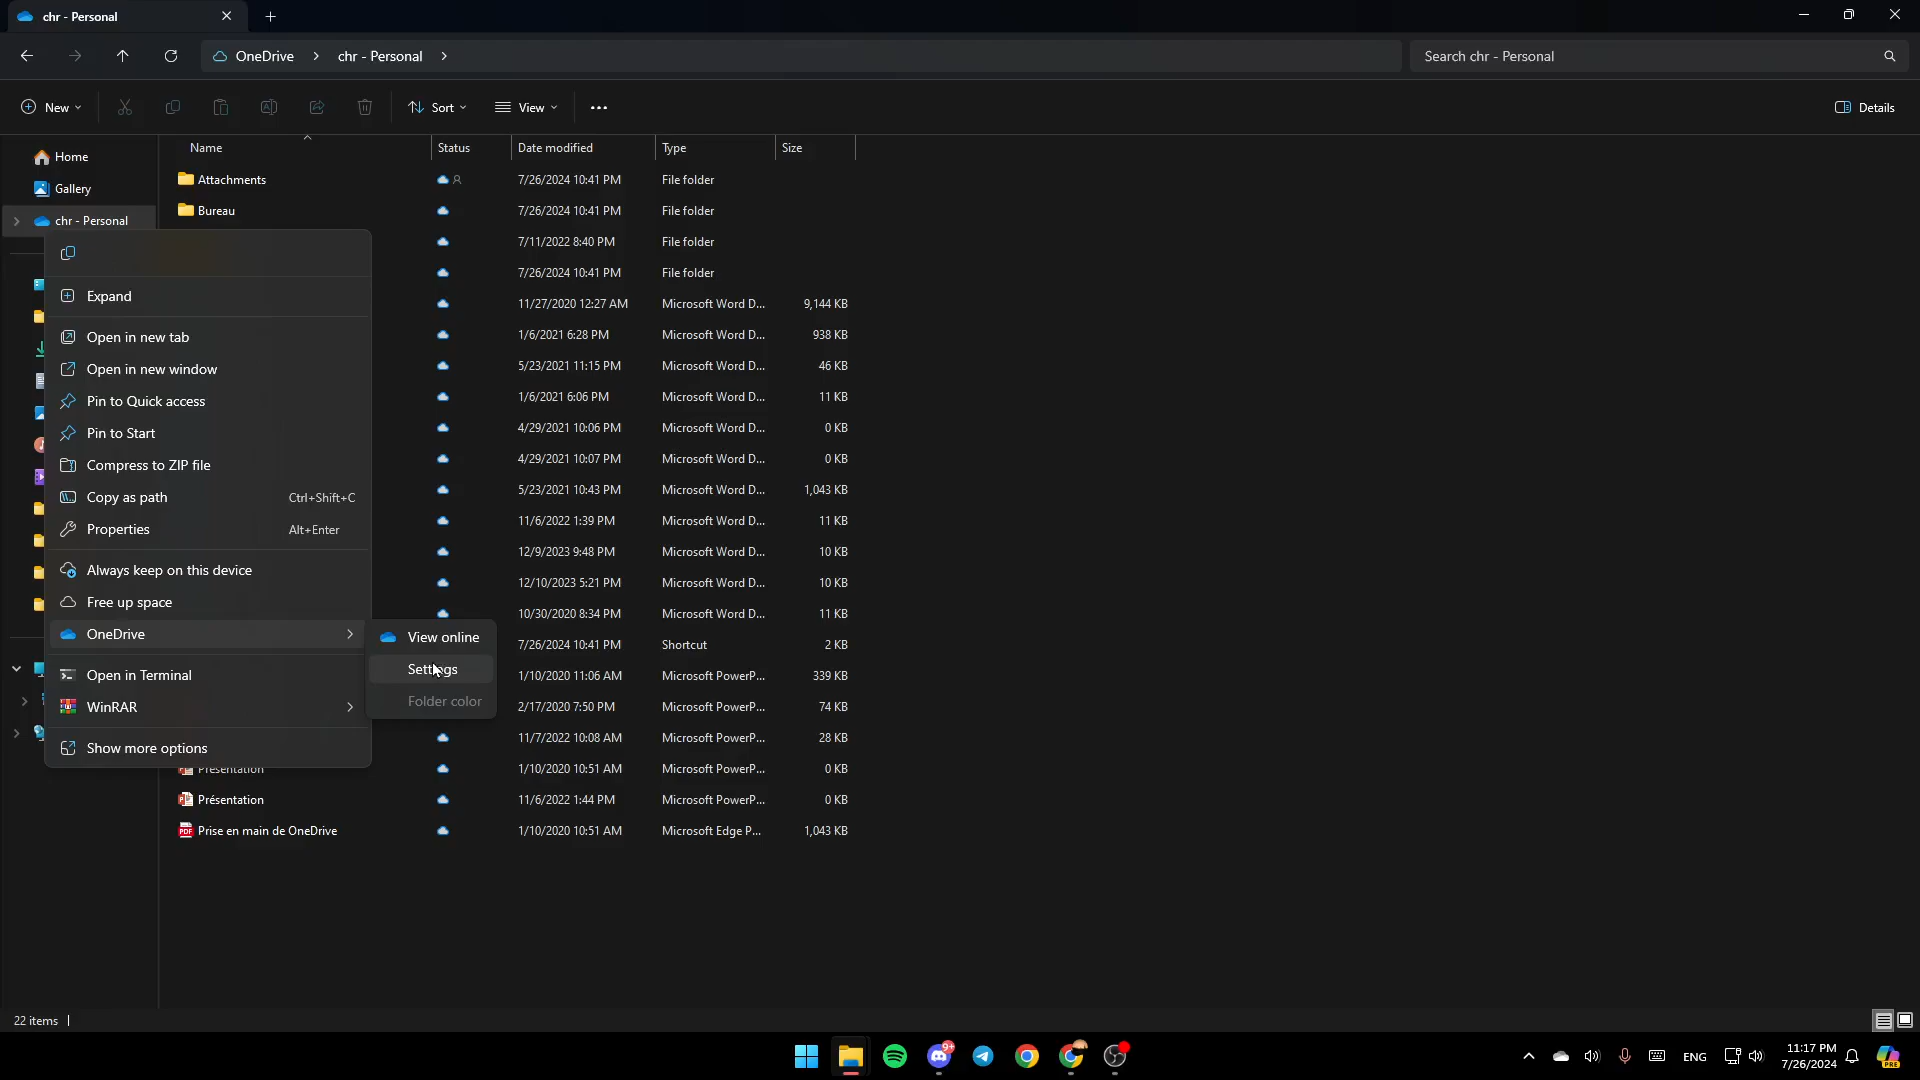 chr - Personal
OneDrive > chr - Personal >
Search chr - Personal
New
Sort
View
Details
Name Status Date modified Type Size
Home
Gallery
chr - Personal
Attachments 7/26/2024 10:41 PM File folder
Bureau 7/26/2024 10:41 PM File folder
7/11/2022 8:40 PM File folder
7/26/2024 10:41 PM File folder
11/27/2020 12:27 AM Microsoft Word D... 9,144 KB
1/6/2021 6:28 PM Microsoft Word D... 938 KB
5/23/2021 11:15 PM Microsoft Word D... 46 KB
1/6/2021 6:06 PM Microsoft Word D... 11 KB
4/29/2021 10:06 PM Microsoft Word D... 0 KB
4/29/2021 10:07 PM Microsoft Word D... 0 KB
5/23/2021 10:43 PM Microsoft Word D... 1,043 KB
11/6/2022 1:39 PM Microsoft Word D... 11 KB
12/9/2023 9:48 PM Microsoft Word D... 10 KB
12/10/2023 5:21 PM Microsoft Word D... 10 KB
10/30/2020 8:34 PM Microsoft Word D... 11 KB
7/26/2024 10:41 PM Shortcut 2 KB
1/10/2020 11:06 AM Microsoft PowerP... 339 KB
2/17/2020 7:50 PM Microsoft PowerP... 74 KB
11/7/2022 10:08 AM Microsoft PowerP... 28 KB
Présentation 1/10/2020 10:51 AM Microsoft PowerP... 0 KB
Présentation 11/6/2022 1:44 PM Microsoft PowerP... 0 KB
Prise en main de OneDrive 1/10/2020 10:51 AM Microsoft Edge P... 1,043 KB
Expand
Open in new tab
Open in new window
Pin to Quick access
Pin to Start
Compress to ZIP file
Copy as path Ctrl+Shift+C
Properties Alt+Enter
Always keep on this device
Free up space
OneDrive
Open in Terminal
WinRAR
Show more options
View online
Settings
Folder color
22 items
9+
ENG
11:17 PM
7/26/2024
PRE